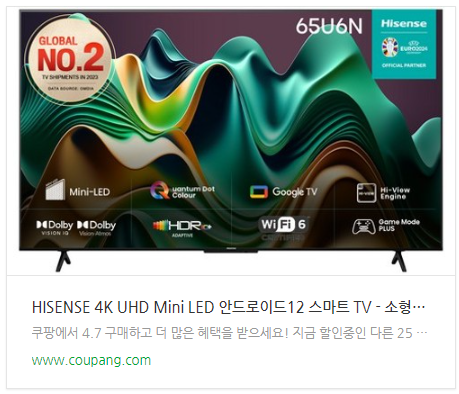 65U6N
Hisense
GLOBAL
NO.2
TV SHIPMENTS IN 2023
DATA SOURCE, OMDIA
EURO2024
OFFICIAL PARTNER
Mini-LED
Quantum Dot
Colour
Google TV
Hi-View
Engine
Dolby
VISION IQ
Dolby
Vision·Atmos
HDR
ADAPTIVE
Wi Fi 6
Game Mode
PLUS
HISENSE 4K UHD Mini LED 안드로이드12 스마트 TV - 소형…
쿠팡에서 4.7 구매하고 더 많은 혜택을 받으세요! 지금 할인중인 다른 25 …
www.coupang.com